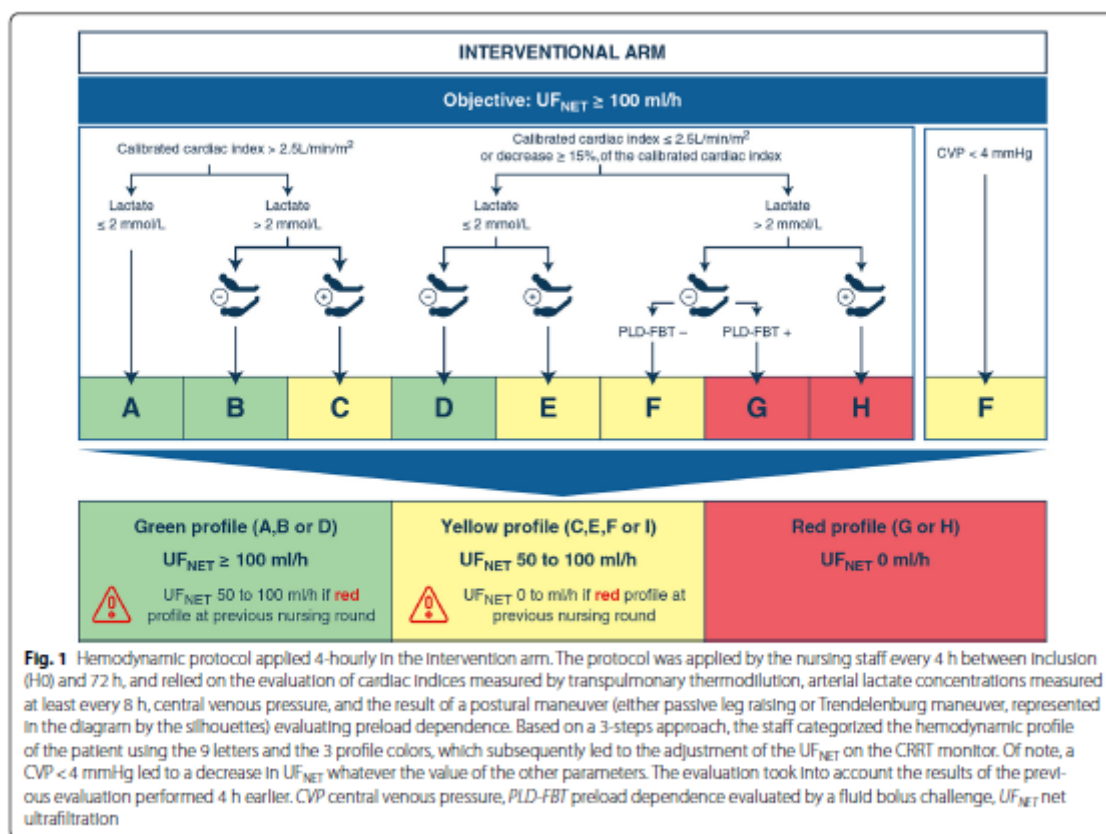 INTERVENTIONAL ARM
Objective: UFNET ≥ 100 ml/h
Calibrated cardiac index > 2.5L/min/m²
Calibrated cardiac index ≤ 2.5L/min/m²
or decrease ≥ 15%, of the calibrated cardiac index
CVP < 4 mmHg
Lactate
≤ 2 mmol/L
Lactate
> 2 mmol/L
Lactate
≤ 2 mmol/L
Lactate
> 2 mmol/L
− + − + − +
PLD-FBT − PLD-FBT +
A B C D E F G H F
Green profile (A,B or D)
UFNET ≥ 100 ml/h
UFNET 50 to 100 ml/h if red
profile at previous nursing round
Yellow profile (C,E,F or I)
UFNET 50 to 100 ml/h
UFNET 0 to ml/h if red profile at
previous nursing round
Red profile (G or H)
UFNET 0 ml/h
Fig. 1 Hemodynamic protocol applied 4-hourly in the intervention arm. The protocol was applied by the nursing staff every 4 h between inclusion
(H0) and 72 h, and relied on the evaluation of cardiac indices measured by transpulmonary thermodilution, arterial lactate concentrations measured
at least every 8 h, central venous pressure, and the result of a postural maneuver (either passive leg raising or Trendelenburg maneuver, represented
in the diagram by the silhouettes) evaluating preload dependence. Based on a 3-steps approach, the staff categorized the hemodynamic profile
of the patient using the 9 letters and the 3 profile colors, which subsequently led to the adjustment of the UFNET on the CRRT monitor. Of note, a
CVP < 4 mmHg led to a decrease in UFNET whatever the value of the other parameters. The evaluation took into account the results of the previ-
ous evaluation performed 4 h earlier. CVP central venous pressure, PLD-FBT preload dependence evaluated by a fluid bolus challenge, UFNET net
ultrafiltration